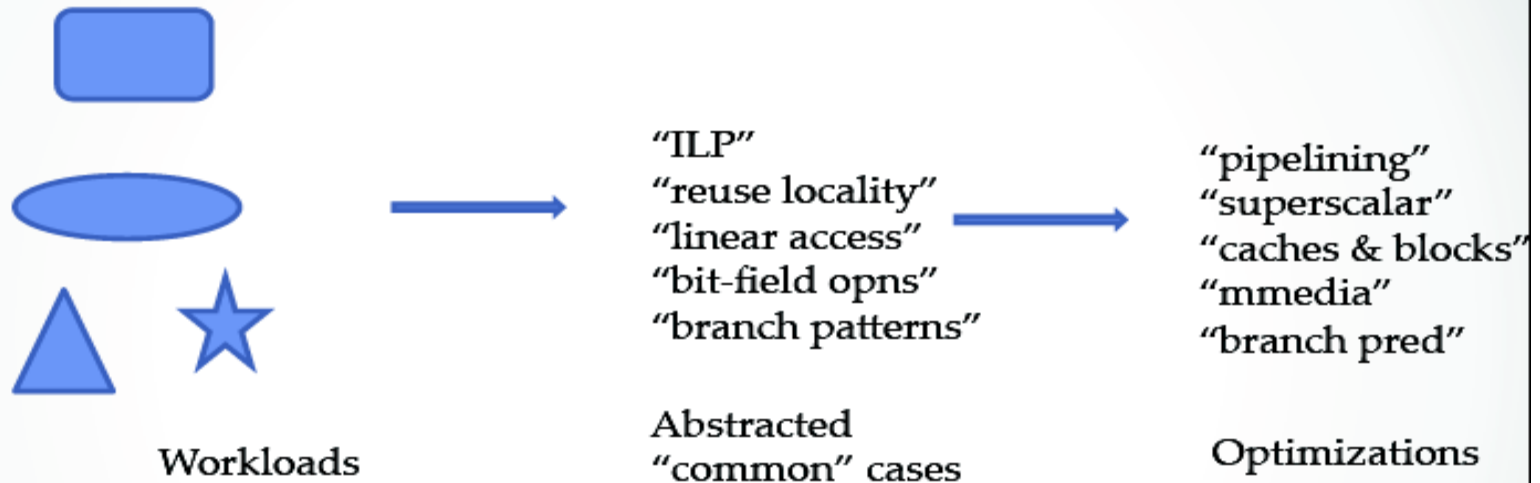 “ILP”
“reuse locality”
“linear access”
“bit-field opns”
“branch patterns”
“pipelining”
“superscalar”
“caches & blocks”
“mmedia”
“branch pred”
Workloads
Abstracted
“common” cases
Optimizations